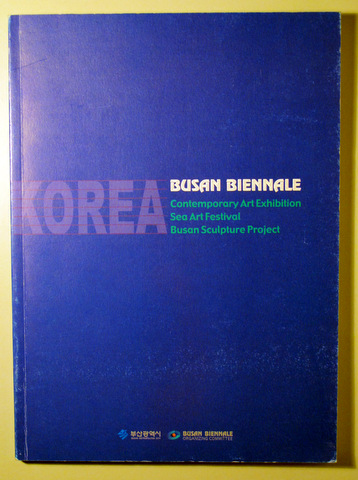 KOREA
BUSAN BIENNALE
Contemporary Art Exhibition
Sea Art Festival
Busan Sculpture Project
부산광역시
BUSAN BIENNALE
ORGANIZING COMMITTEE